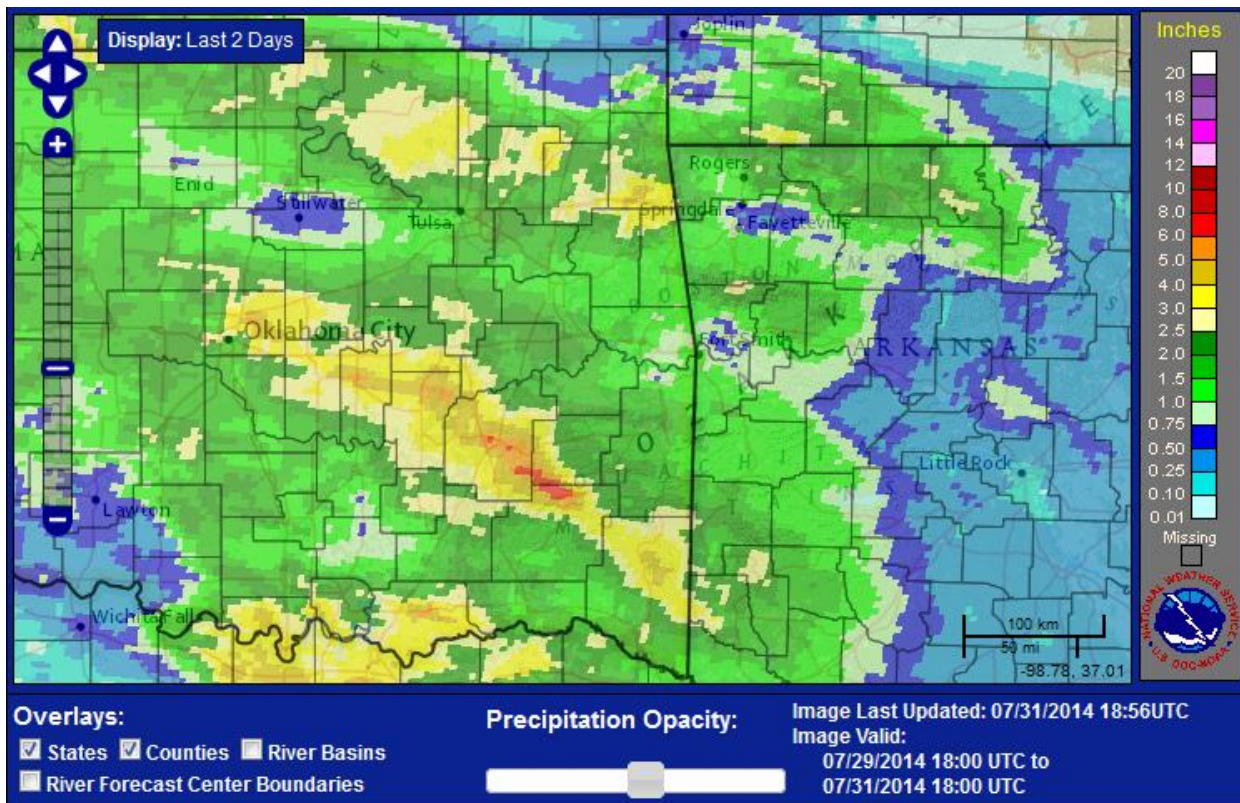 Display: Last 2 Days
Joplin
Rogers
Enid
Stillwater
Tulsa
Springdale
Fayetteville
Oklahoma City
Fort Smith
ARKANSAS
Little Rock
Lawton
Wichita Fall
100 km
50 mi
-98.78, 37.01
Inches
20
18
16
14
12
10
8.0
6.0
5.0
4.0
3.0
2.5
2.0
1.5
1.0
0.75
0.50
0.25
0.10
0.01
Missing
NATIONAL WEATHER SERVICE
Overlays:
States Counties River Basins
River Forecast Center Boundaries
Precipitation Opacity:
Image Last Updated: 07/31/2014 18:56UTC
Image Valid:
07/29/2014 18:00 UTC to
07/31/2014 18:00 UTC